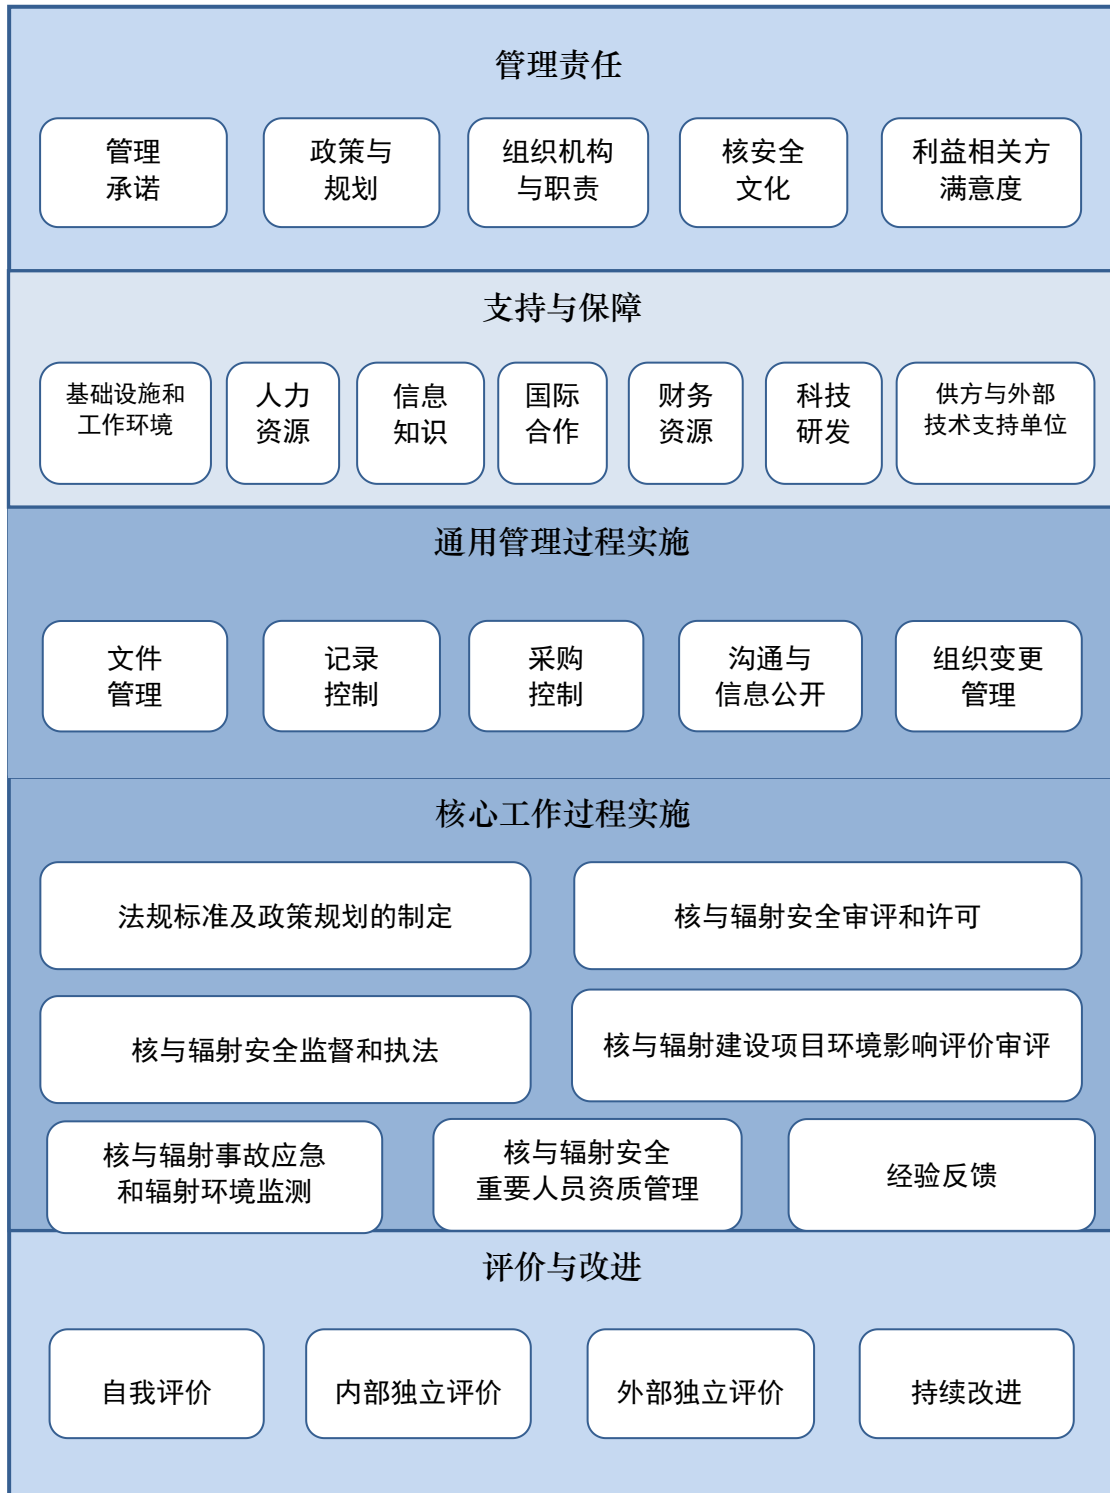 管理责任
管理
承诺
政策与
规划
组织机构
与职责
核安全
文化
利益相关方
满意度
支持与保障
基础设施和
工作环境
人力
资源
信息
知识
国际
合作
财务
资源
科技
研发
供方与外部
技术支持单位
通用管理过程实施
文件
管理
记录
控制
采购
控制
沟通与
信息公开
组织变更
管理
核心工作过程实施
法规标准及政策规划的制定
核与辐射安全审评和许可
核与辐射安全监督和执法
核与辐射建设项目环境影响评价审评
核与辐射事故应急
和辐射环境监测
核与辐射安全
重要人员资质管理
经验反馈
评价与改进
自我评价
内部独立评价
外部独立评价
持续改进